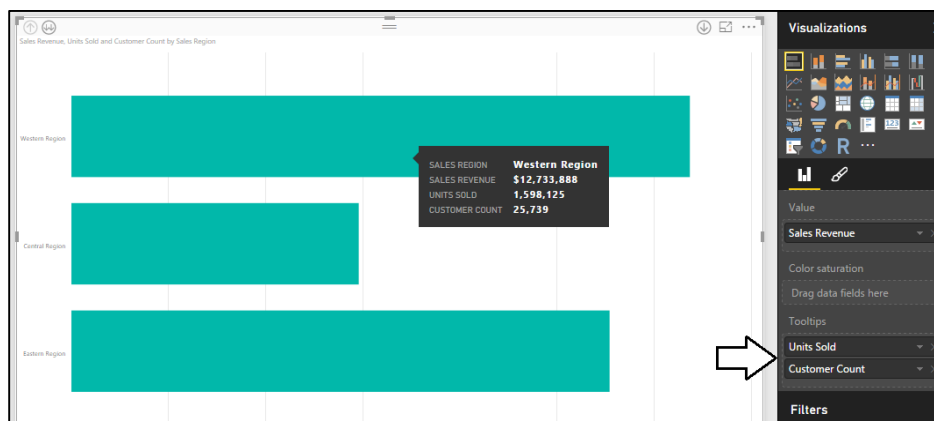 Sales Revenue, Units Sold and Customer Count by Sales Region
Western Region
SALES REGION Western Region
SALES REVENUE $12,733,888
UNITS SOLD 1,598,125
CUSTOMER COUNT 25,739
Central Region
Eastern Region
Visualizations
123
R
Value
Sales Revenue
Color saturation
Drag data fields here
Tooltips
Units Sold
Customer Count
Filters